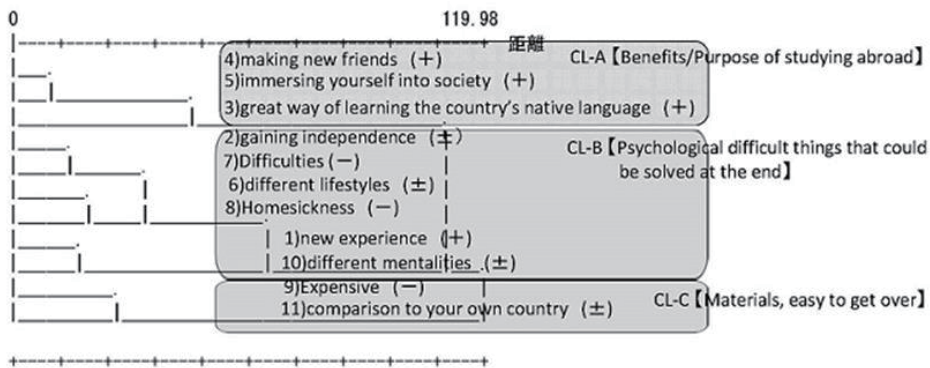 0 119.98
距離
4)making new friends (+) CL-A【Benefits/Purpose of studying abroad】
5)immersing yourself into society (+)
3)great way of learning the country's native language (+)
2)gaining independence (±)
7)Difficulties (－) CL-B【Psychological difficult things that could
6)different lifestyles (±) be solved at the end】
8)Homesickness (－)
1)new experience (+)
10)different mentalities (±)
9)Expensive (－)
11)comparison to your own country (±) CL-C【Materials, easy to get over】